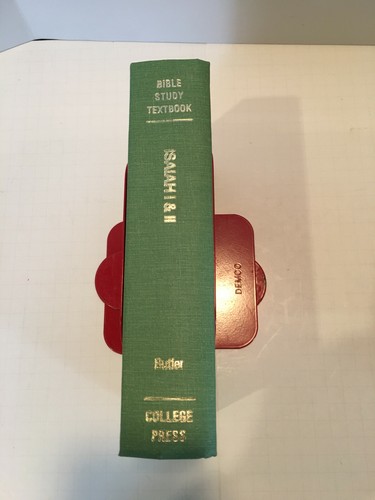 BIBLE
STUDY
TEXTBOOK
ISAIAH I & II
Butler
COLLEGE
PRESS
DEMCO